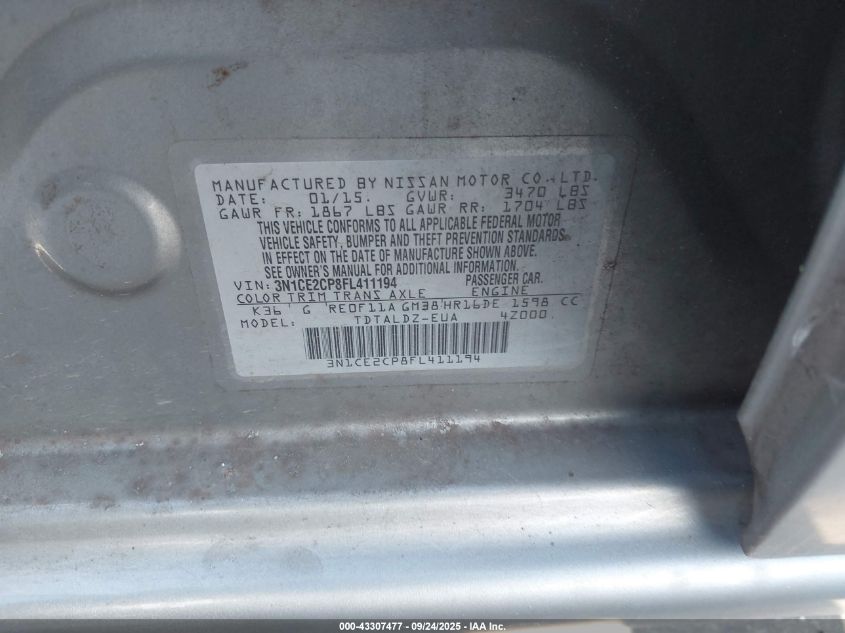 MANUFACTURED BY NISSAN MOTOR CO.,LTD.
DATE: 01/15. GVWR: 3470 LBS
GAWR FR: 1867 LBS GAWR RR: 1704 LBS
THIS VEHICLE CONFORMS TO ALL APPLICABLE FEDERAL MOTOR
VEHICLE SAFETY, BUMPER AND THEFT PREVENTION STANDARDS
IN EFFECT ON THE DATE OF MANUFACTURE SHOWN ABOVE.
SEE OWNER'S MANUAL FOR ADDITIONAL INFORMATION.
VIN: 3N1CE2CP8FL411194 PASSENGER CAR.
COLOR TRIM TRANS AXLE ENGINE
K36 G RE0F11A GM38 HR16DE 1598 CC
MODEL: TDTALDZ-EUA 4Z000.
3N1CE2CP8FL411194
000-43307477 - 09/24/2025 - IAA Inc.